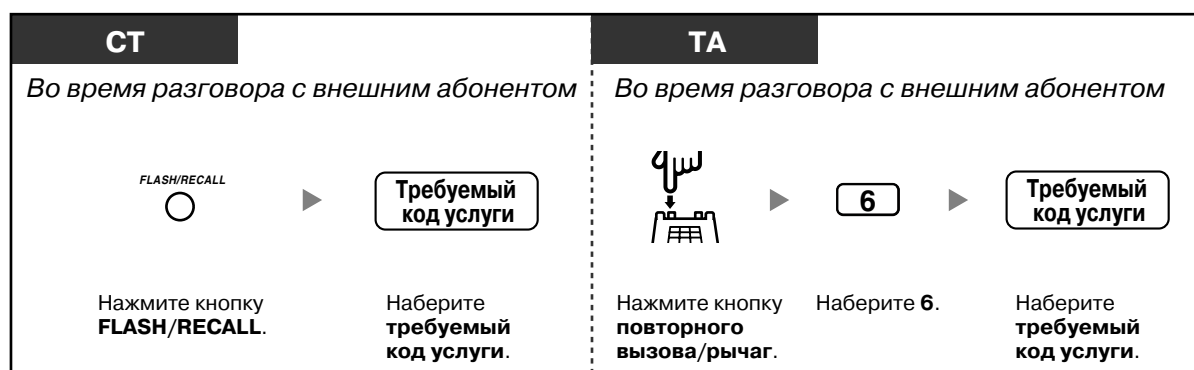 СТ
Во время разговора с внешним абонентом
FLASH/RECALL
Требуемый
код услуги
Нажмите кнопку
FLASH/RECALL.
Наберите
требуемый
код услуги.
ТА
Во время разговора с внешним абонентом
6
Требуемый
код услуги
Нажмите кнопку
повторного
вызова/рычаг.
Наберите 6.
Наберите
требуемый
код услуги.